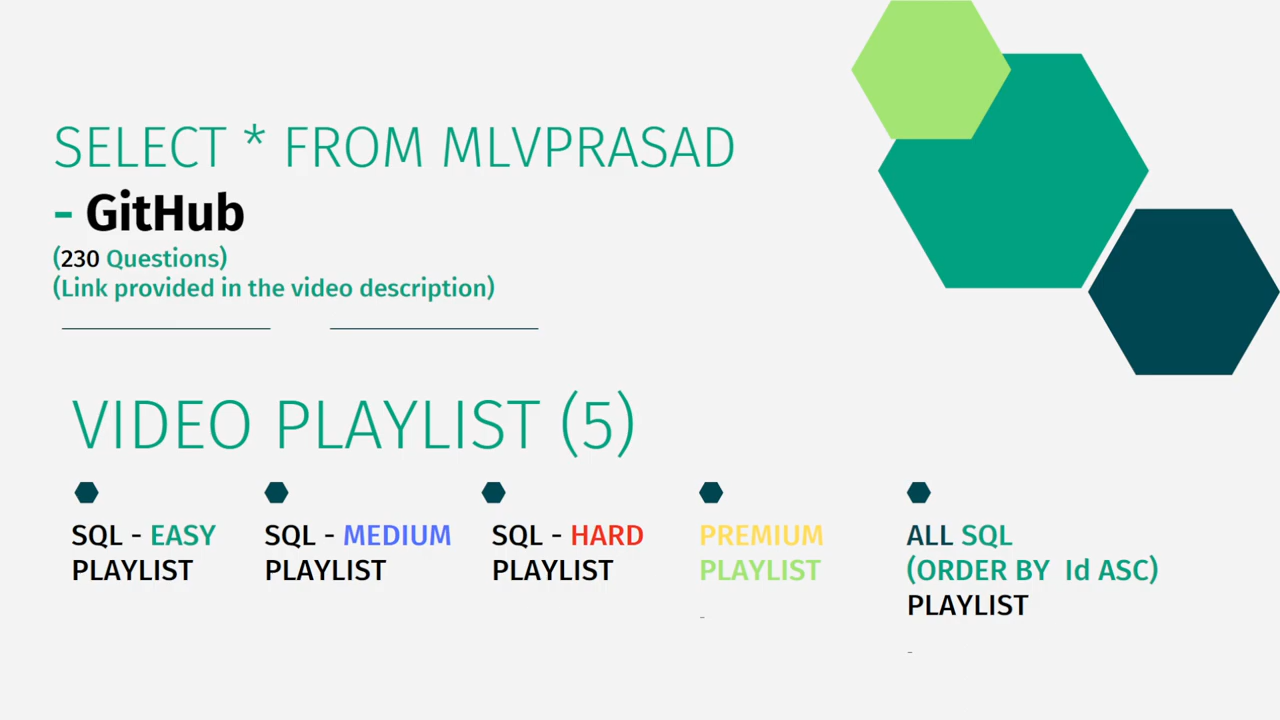 SELECT * FROM MLVPRASAD
- GitHub
(230 Questions)
(Link provided in the video description)
VIDEO PLAYLIST (5)
SQL - EASY
PLAYLIST
SQL - MEDIUM
PLAYLIST
SQL - HARD
PLAYLIST
PREMIUM
PLAYLIST
-
ALL SQL
(ORDER BY Id ASC)
PLAYLIST
-